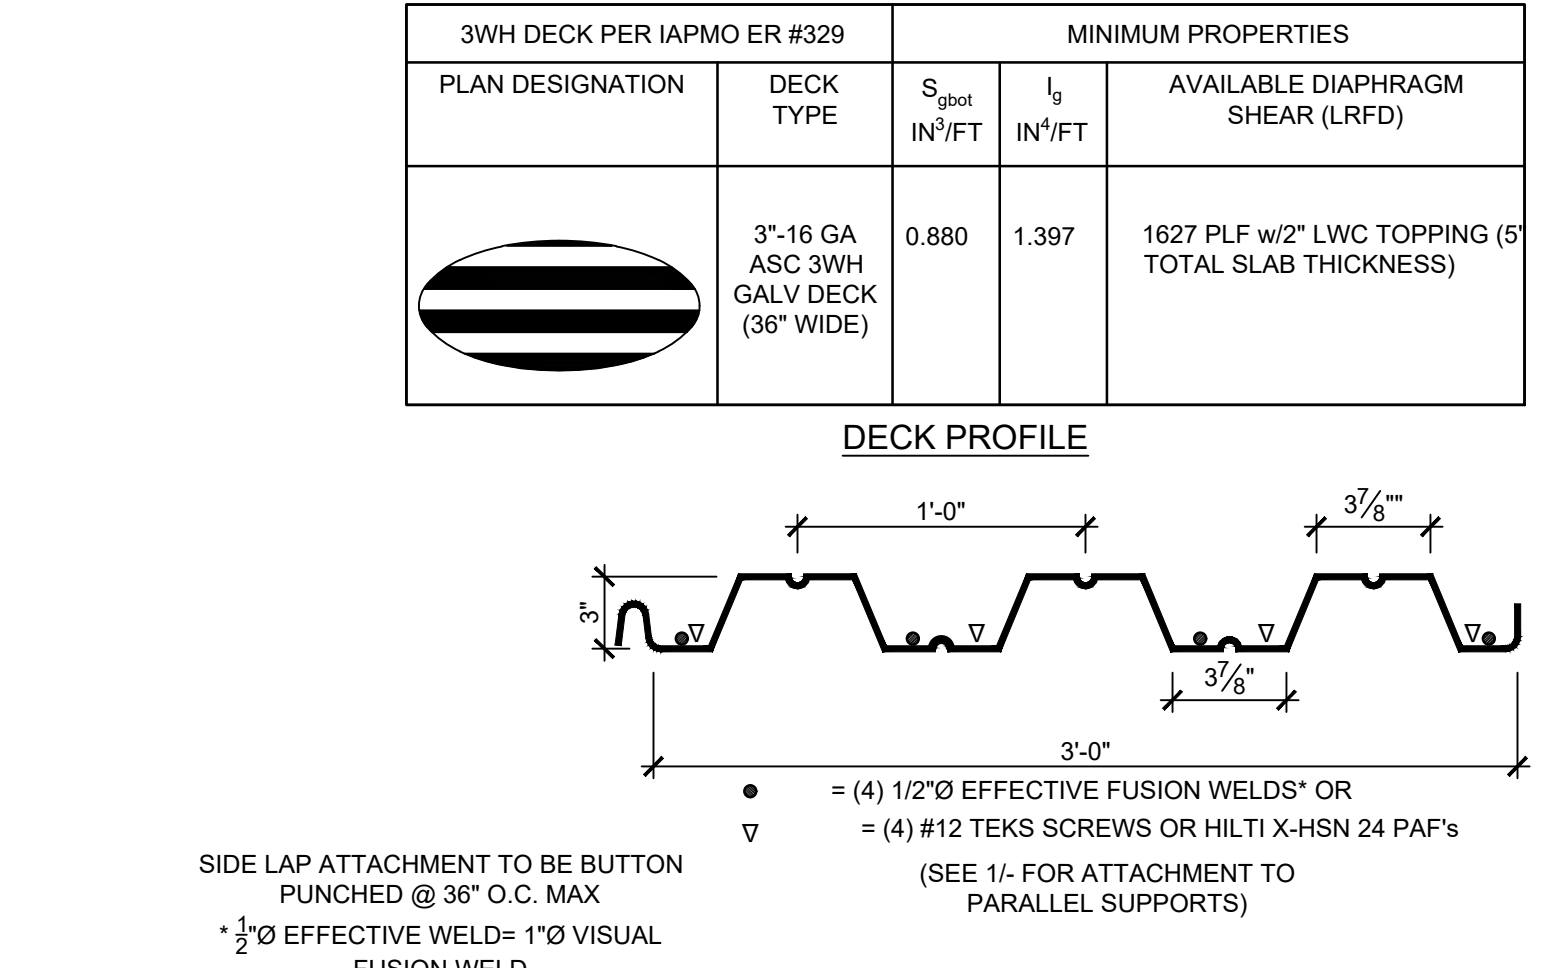 3WH DECK PER IAPMO ER #329
MINIMUM PROPERTIES
PLAN DESIGNATION
DECK
TYPE
Sgbot
IN³/FT
Ig
IN⁴/FT
AVAILABLE DIAPHRAGM
SHEAR (LRFD)
3"-16 GA
ASC 3WH
GALV DECK
(36" WIDE)
0.880
1.397
1627 PLF w/2" LWC TOPPING (5"
TOTAL SLAB THICKNESS)
DECK PROFILE
1'-0"
3⅞""
3"
3⅞"
3'-0"
= (4) 1/2"Ø EFFECTIVE FUSION WELDS* OR
= (4) #12 TEKS SCREWS OR HILTI X-HSN 24 PAF's
(SEE 1/- FOR ATTACHMENT TO
PARALLEL SUPPORTS)
SIDE LAP ATTACHMENT TO BE BUTTON
PUNCHED @ 36" O.C. MAX
* ½"Ø EFFECTIVE WELD= 1"Ø VISUAL
FUSION WELD